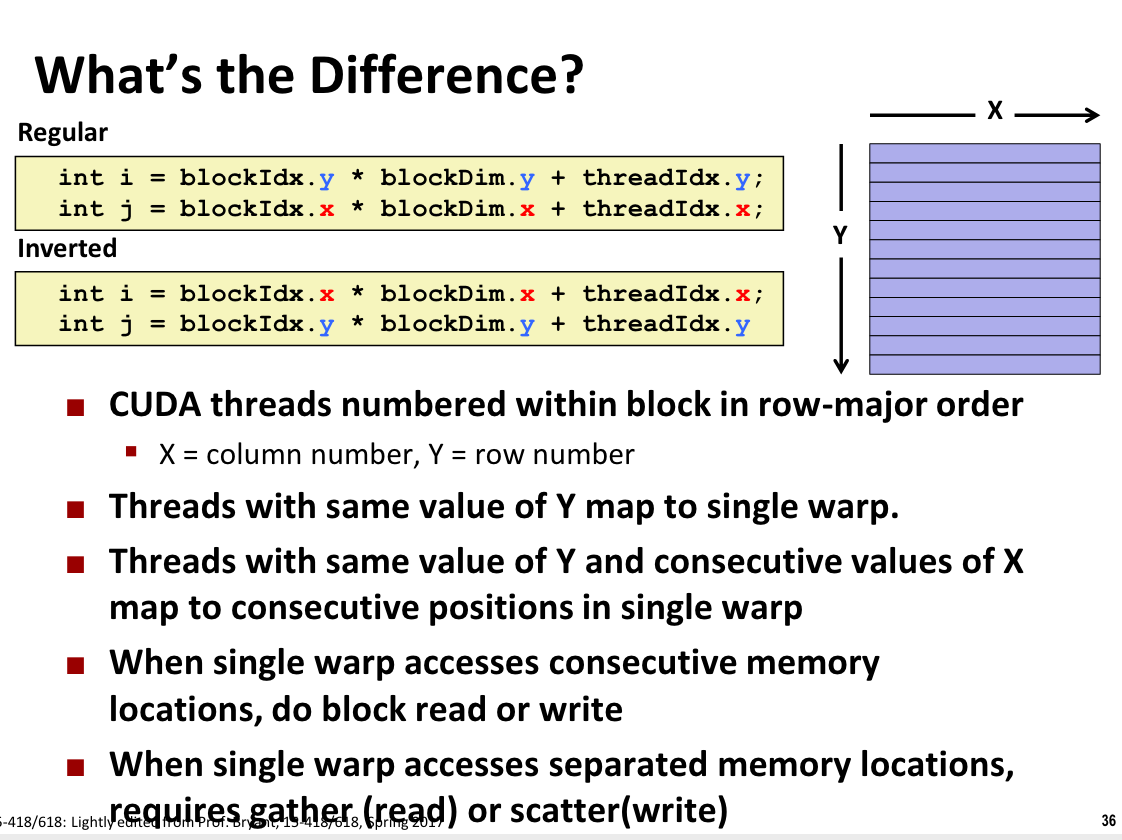 What's the Difference?
X
Regular
int i = blockIdx.y * blockDim.y + threadIdx.y;
int j = blockIdx.x * blockDim.x + threadIdx.x;
Y
Inverted
int i = blockIdx.x * blockDim.x + threadIdx.x;
int j = blockIdx.y * blockDim.y + threadIdx.y
■ CUDA threads numbered within block in row-major order
■ X = column number, Y = row number
■ Threads with same value of Y map to single warp.
■ Threads with same value of Y and consecutive values of X
map to consecutive positions in single warp
■ When single warp accesses consecutive memory
locations, do block read or write
■ When single warp accesses separated memory locations,
requires gather (read) or scatter(write)
5-418/618: Lightly edited from Prof. Bryant, 15-418/618, Spring 2017
36